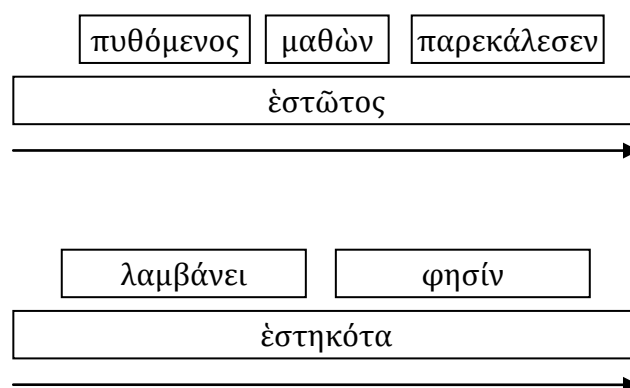 πυθόμενος μαθὼν παρεκάλεσεν
ἑστῶτος
λαμβάνει φησίν
ἑστηκότα